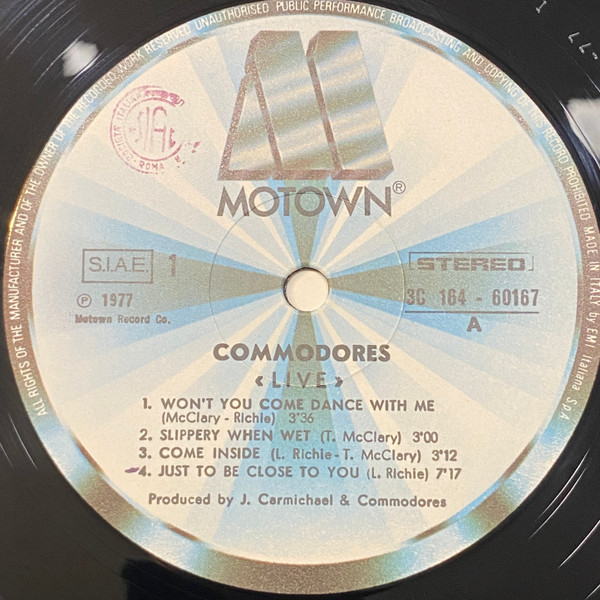 ALL RIGHTS OF THE MANUFACTURER AND OF THE OWNER OF THE RECORDED WORK RESERVED UNAUTHORISED PUBLIC PERFORMANCE BROADCASTING AND COPYING OF THIS RECORD PROHIBITED MADE IN ITALY by EMI Italiana S.p.A.
SIAE
ROMA
MOTOWN®
S.I.A.E. 1
STEREO
℗ 1977
3C 164 - 60167
Motown Record Co.
A
COMMODORES
«LIVE»
1. WON'T YOU COME DANCE WITH ME
(McClary - Richie) 3'36
2. SLIPPERY WHEN WET (T. McClary) 3'00
3. COME INSIDE (L. Richie - T. McClary) 3'12
4. JUST TO BE CLOSE TO YOU (L. Richie) 7'17
Produced by J. Carmichael & Commodores